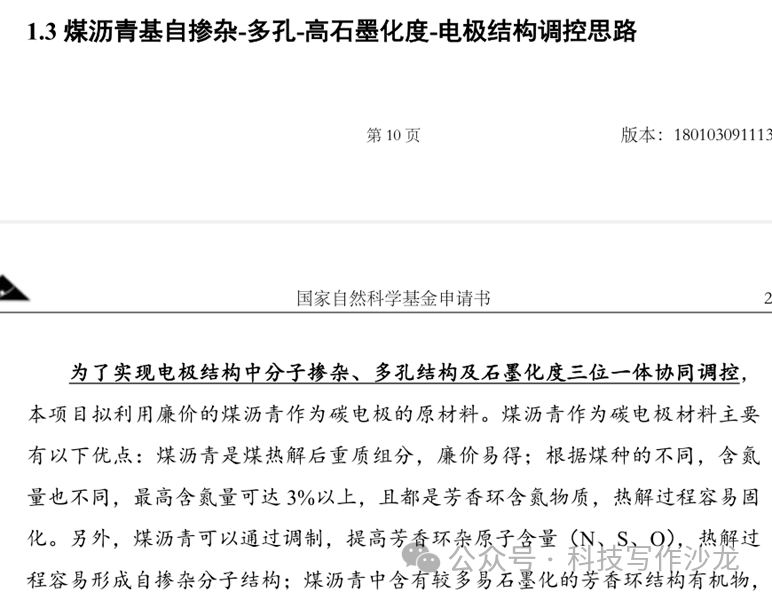 1.3 煤沥青基自掺杂-多孔-高石墨化度-电极结构调控思路
第 10 页
版本：180103091113
国家自然科学基金申请书
2
为了实现电极结构中分子掺杂、多孔结构及石墨化度三位一体协同调控，
本项目拟利用廉价的煤沥青作为碳电极的原材料。煤沥青作为碳电极材料主要
有以下优点：煤沥青是煤热解后重质组分，廉价易得；根据煤种的不同，含氮
量也不同，最高含氮量可达 3%以上，且都是芳香环含氮物质，热解过程容易固
化。另外，煤沥青可以通过调制，提高芳香环杂原子含量（N、S、O），热解过
程容易形成自掺杂分子结构；煤沥青中含有较多易石墨化的芳香环结构有机物，
公众号 · 科技写作沙龙